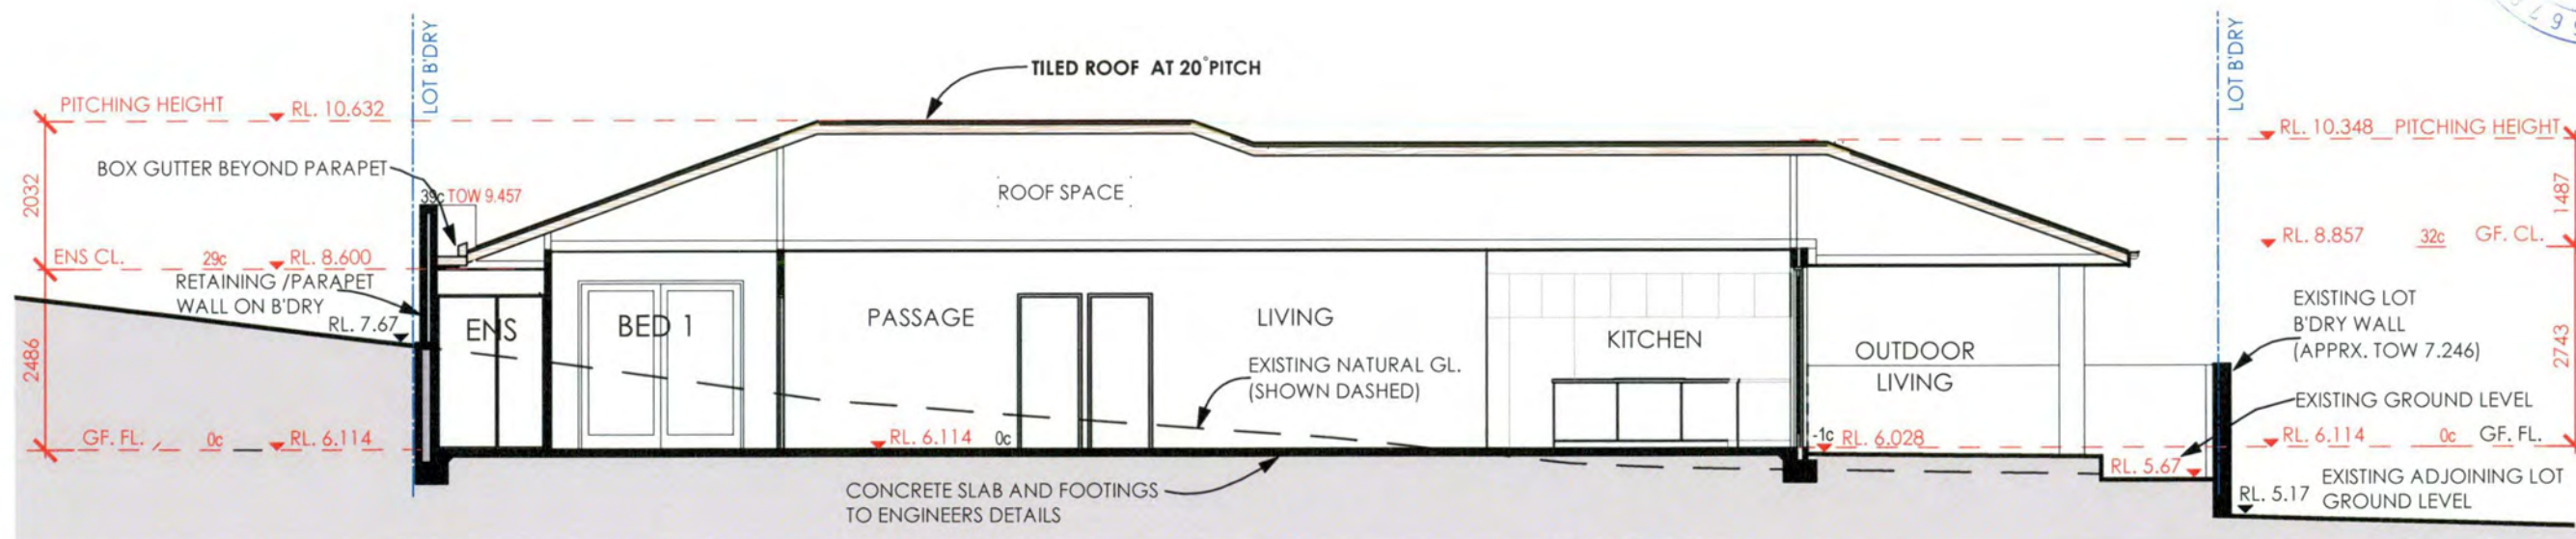 LOT B'DRY
LOT B'DRY
TILED ROOF AT 20°PITCH
PITCHING HEIGHT
RL. 10.632
RL. 10.348 PITCHING HEIGHT
BOX GUTTER BEYOND PARAPET
2032
39c TOW 9.457
ROOF SPACE
1487
ENS CL. 29c RL. 8.600
RL. 8.857 32c GF. CL.
RETAINING /PARAPET
WALL ON B'DRY
RL. 7.67
ENS
BED 1
PASSAGE
LIVING
KITCHEN
OUTDOOR
LIVING
EXISTING LOT
B'DRY WALL
(APPRX. TOW 7.246)
2486
2743
EXISTING NATURAL GL.
(SHOWN DASHED)
EXISTING GROUND LEVEL
GF. FL. 0c RL. 6.114
RL. 6.114 0c
-1c RL. 6.028
RL. 6.114 0c GF. FL.
RL. 5.67
CONCRETE SLAB AND FOOTINGS
TO ENGINEERS DETAILS
RL. 5.17
EXISTING ADJOINING LOT
GROUND LEVEL